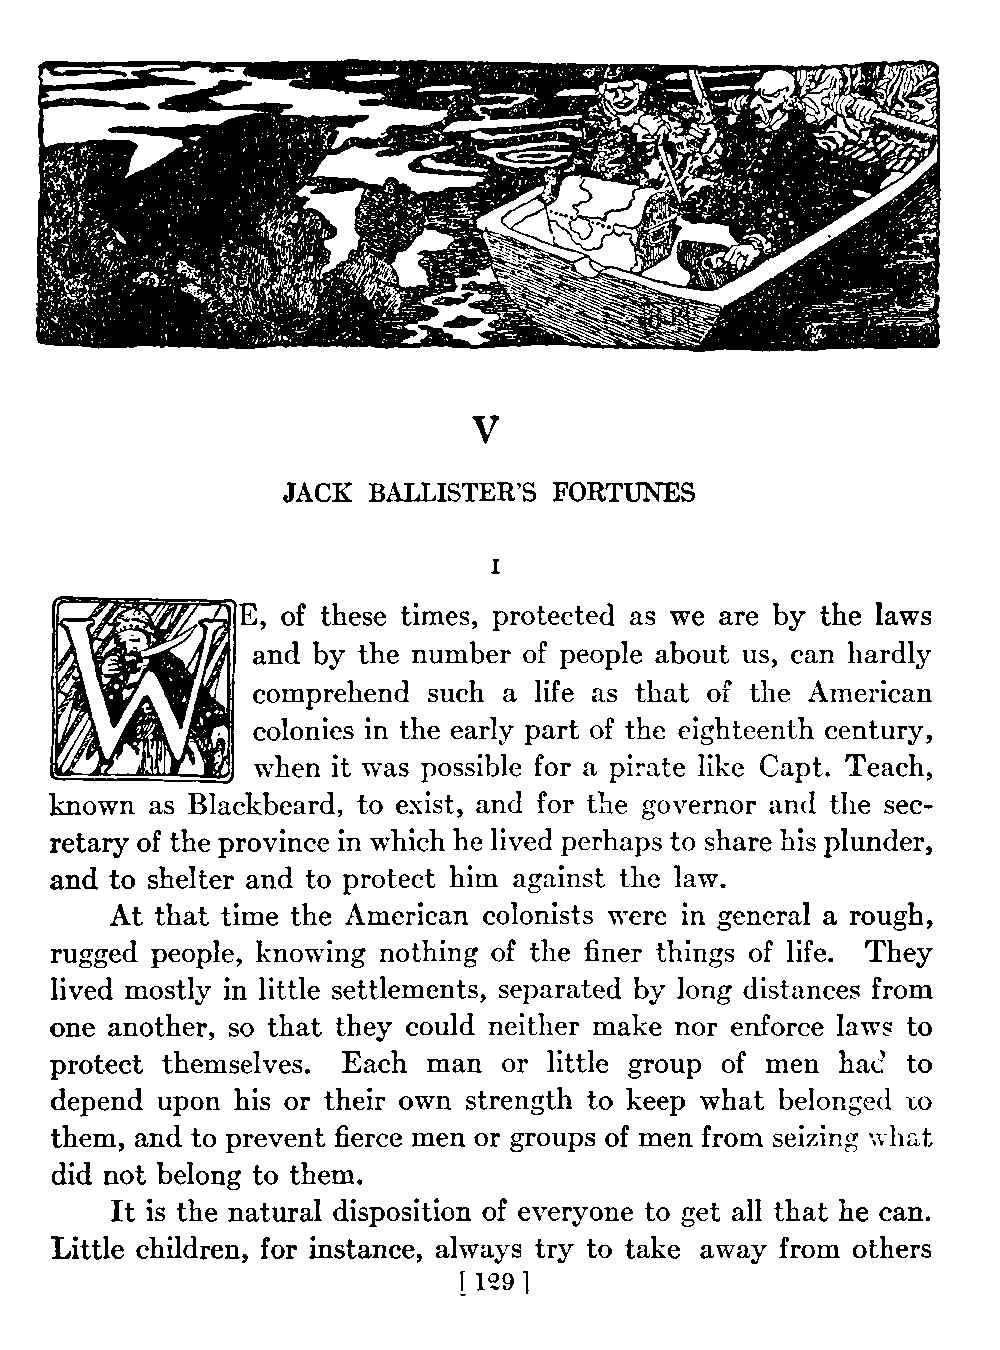 V
JACK BALLISTER'S FORTUNES
I
WE, of these times, protected as we are by the laws
and by the number of people about us, can hardly
comprehend such a life as that of the American
colonies in the early part of the eighteenth century,
when it was possible for a pirate like Capt. Teach,
known as Blackbeard, to exist, and for the governor and the sec-
retary of the province in which he lived perhaps to share his plunder,
and to shelter and to protect him against the law.
At that time the American colonists were in general a rough,
rugged people, knowing nothing of the finer things of life. They
lived mostly in little settlements, separated by long distances from
one another, so that they could neither make nor enforce laws to
protect themselves. Each man or little group of men had to
depend upon his or their own strength to keep what belonged to
them, and to prevent fierce men or groups of men from seizing what
did not belong to them.
It is the natural disposition of everyone to get all that he can.
Little children, for instance, always try to take away from others
[ 129 ]